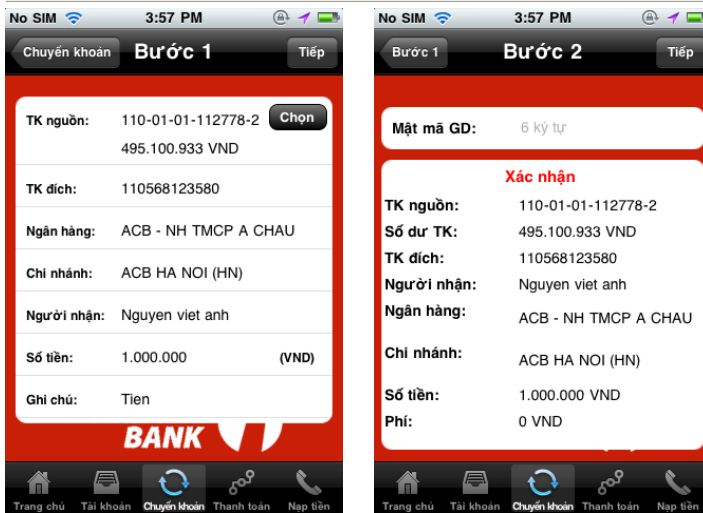 No SIM 3:57 PM
Chuyển khoản Bước 1 Tiếp
TK nguồn: 110-01-01-112778-2 Chọn
495.100.933 VND
TK đích: 110568123580
Ngân hàng: ACB - NH TMCP A CHAU
Chi nhánh: ACB HA NOI (HN)
Người nhận: Nguyen viet anh
Số tiền: 1.000.000 (VND)
Ghi chú: Tien
BANK
Trang chủ Tài khoản Chuyển khoản Thanh toán Nạp tiền
No SIM 3:57 PM
Bước 1 Bước 2 Tiếp
Mật mã GD: 6 ký tự
Xác nhận
TK nguồn: 110-01-01-112778-2
Số dư TK: 495.100.933 VND
TK đích: 110568123580
Người nhận: Nguyen viet anh
Ngân hàng: ACB - NH TMCP A CHAU
Chi nhánh: ACB HA NOI (HN)
Số tiền: 1.000.000 VND
Phí: 0 VND
Trang chủ Tài khoản Chuyển khoản Thanh toán Nạp tiền